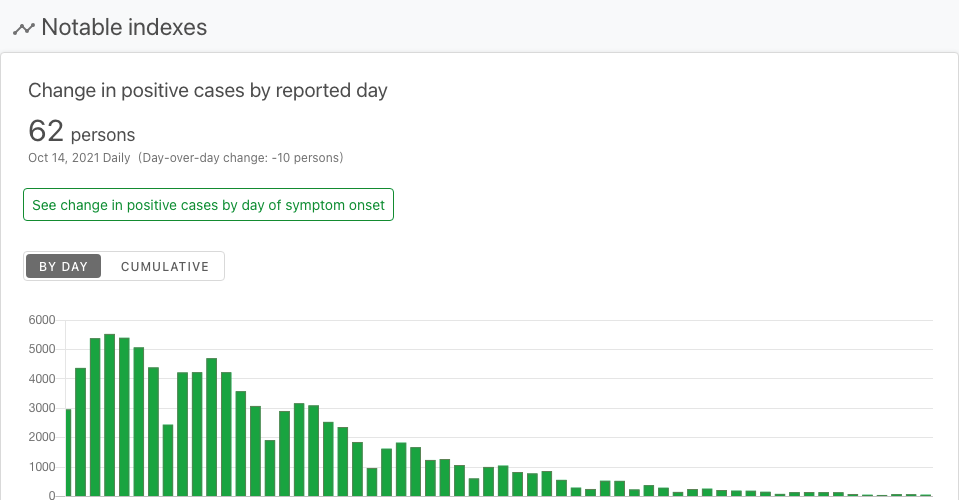 Notable indexes
Change in positive cases by reported day
62 persons
Oct 14, 2021 Daily (Day-over-day change: -10 persons)
See change in positive cases by day of symptom onset
BY DAY CUMULATIVE
6000
5000
4000
3000
2000
1000
0